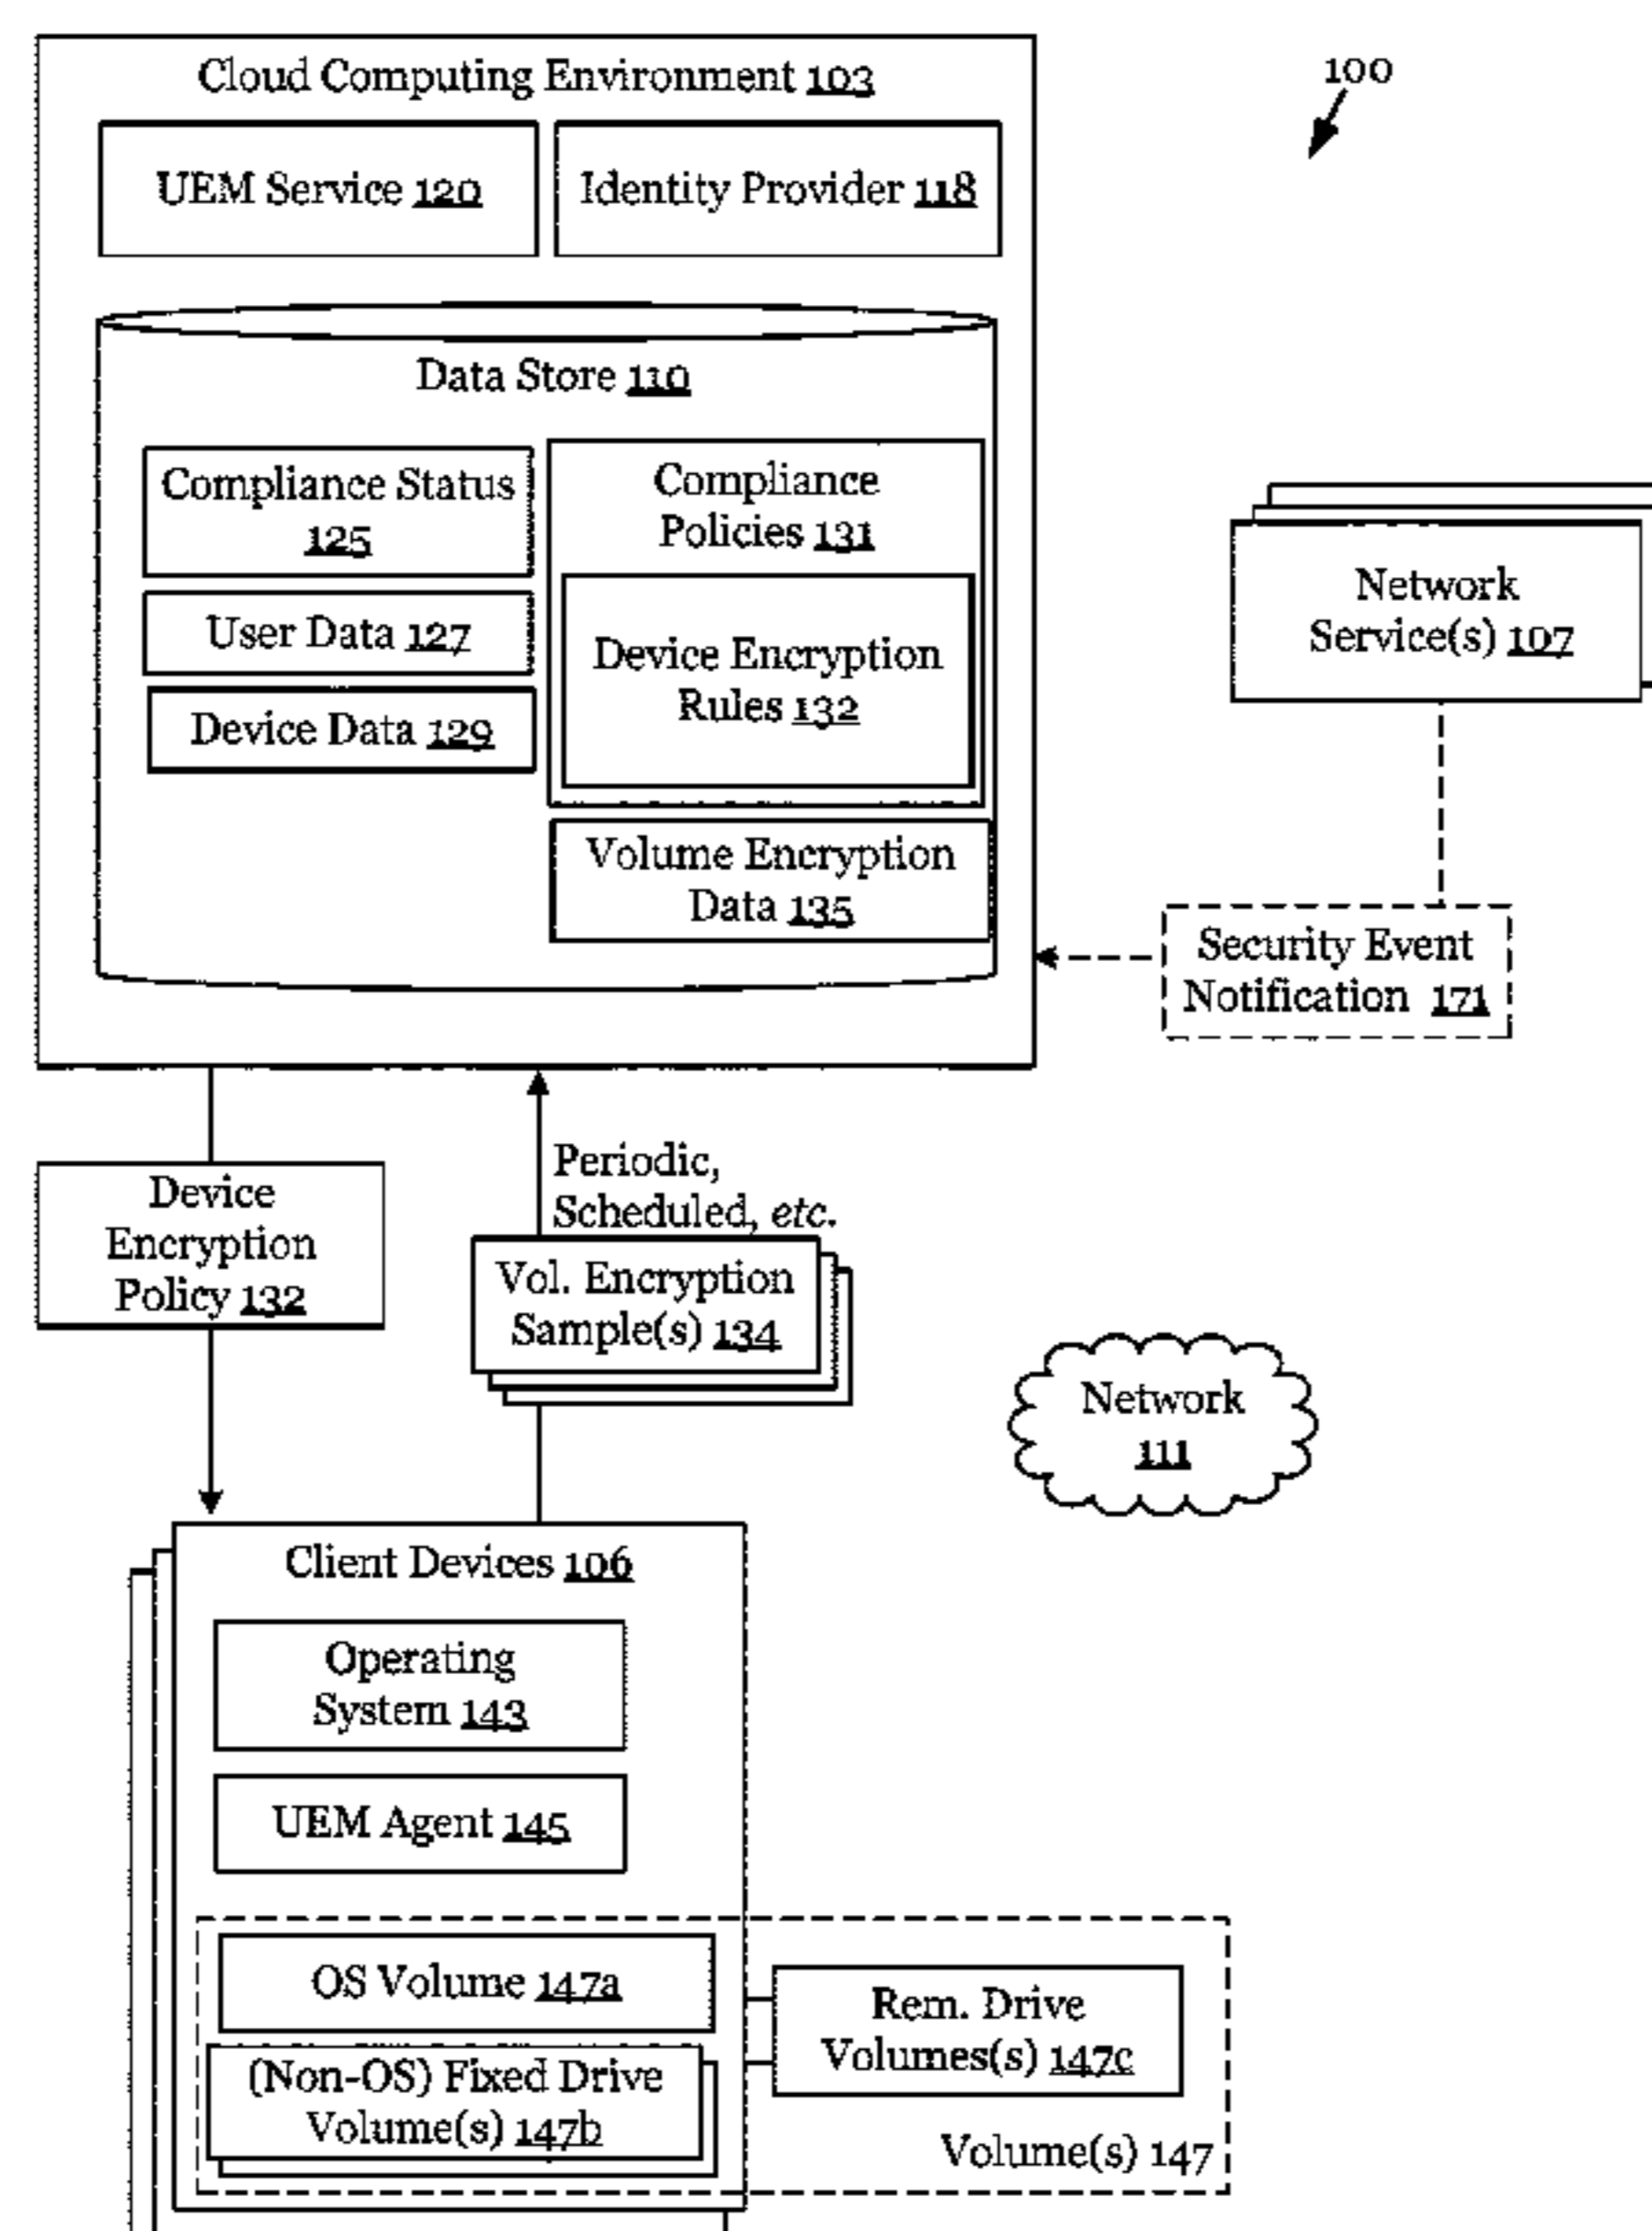 Cloud Computing Environment 103
100
UEM Service 120
Identity Provider 118
Data Store 110
Compliance Status
125
User Data 127
Device Data 129
Compliance
Policies 131
Device Encryption
Rules 132
Volume Encryption
Data 135
Network
Service(s) 107
Security Event
Notification 171
Device
Encryption
Policy 132
Periodic,
Scheduled, etc.
Vol. Encryption
Sample(s) 134
Network
111
Client Devices 106
Operating
System 143
UEM Agent 145
OS Volume 147a
(Non-OS) Fixed Drive
Volume(s) 147b
Rem. Drive
Volumes(s) 147c
Volume(s) 147